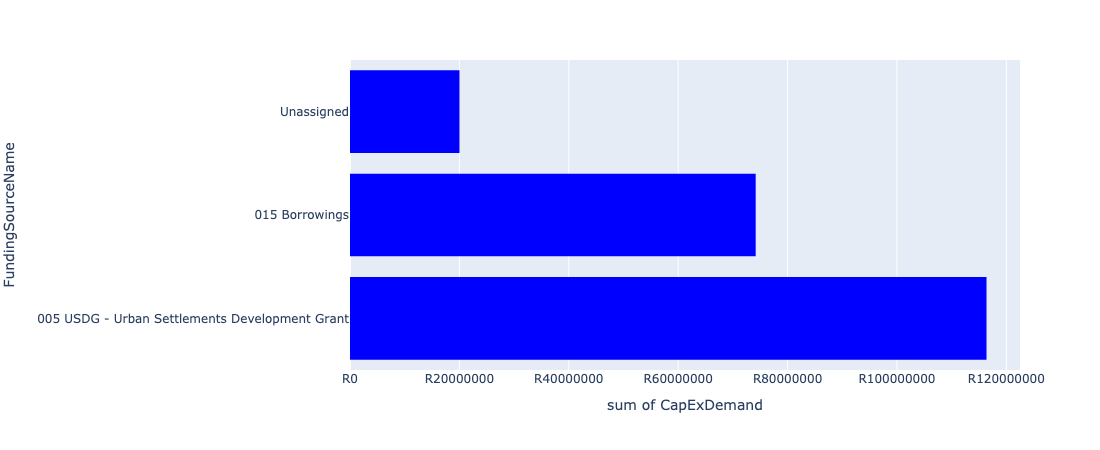 FundingSourceName
Unassigned
015 Borrowings
005 USDG - Urban Settlements Development Grant
R0 R20000000 R40000000 R60000000 R80000000 R100000000 R120000000
sum of CapExDemand